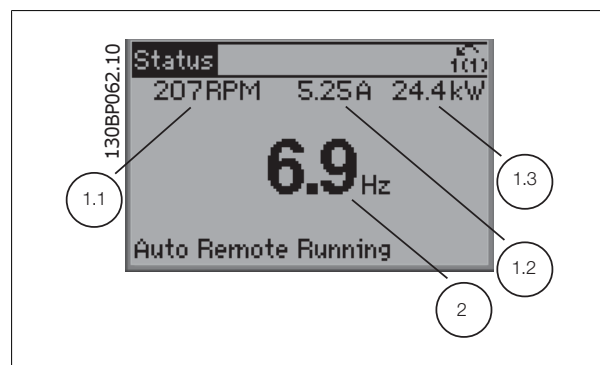 130BP062.10
Status
1(1)
207RPM 5.25A 24.4kW
6.9Hz
Auto Remote Running
1.1
1.3
1.2
2